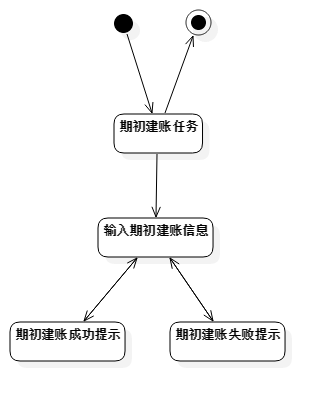 期初建账任务
输入期初建账信息
期初建账成功提示
期初建账失败提示